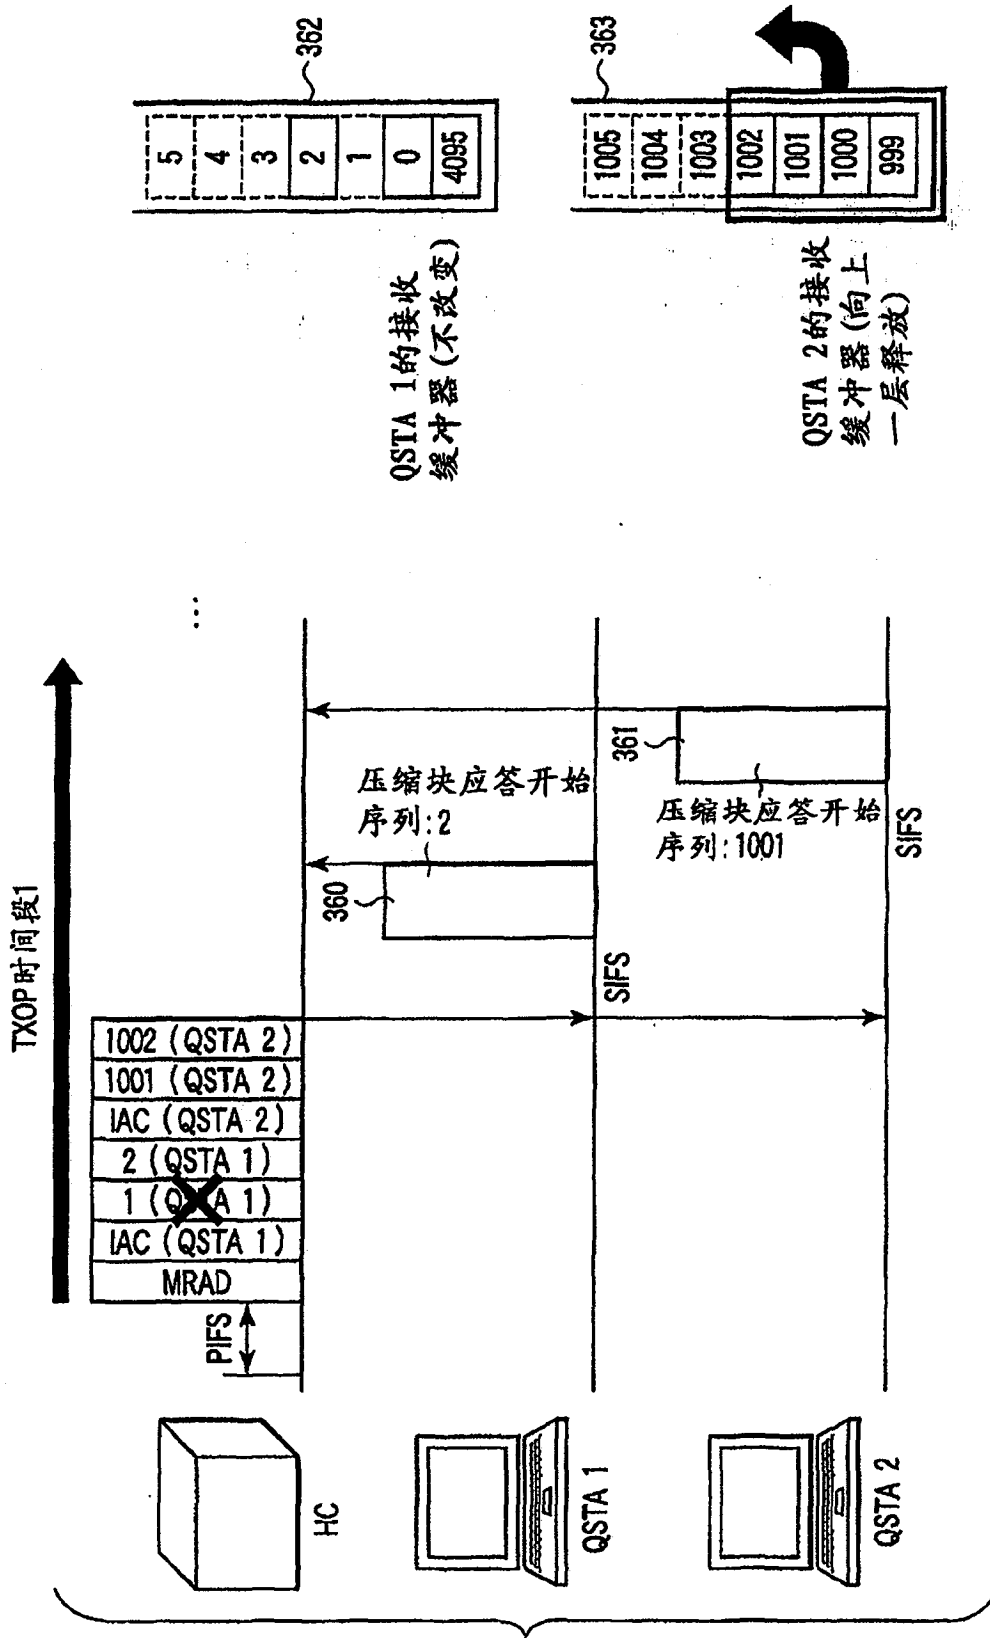 TXOP时间段1
PIFS
MRAD
IAC (QSTA 1)
1 (QSTA 1)
2 (QSTA 1)
IAC (QSTA 2)
1001 (QSTA 2)
1002 (QSTA 2)
...
HC
SIFS
360
压缩块应答开始
序列:2
QSTA 1
SIFS
361
压缩块应答开始
序列:1001
QSTA 2
5
4
3
2
1
0
4095
362
QSTA 1的接收
缓冲器(不改变)
1005
1004
1003
1002
1001
1000
999
363
QSTA 2的接收
缓冲器(向上
一层释放)